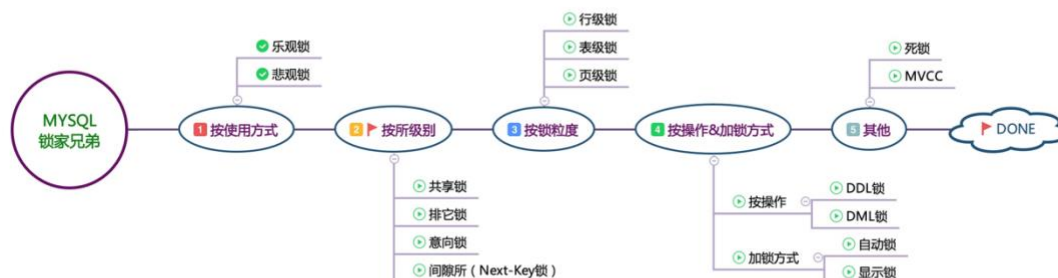 MYSQL
锁家兄弟
乐观锁
悲观锁
1 按使用方式
2 按所级别
共享锁
排它锁
意向锁
间隙所（Next-Key锁）
行级锁
表级锁
页级锁
3 按锁粒度
4 按操作&加锁方式
按操作
DDL锁
DML锁
加锁方式
自动锁
显示锁
死锁
MVCC
5 其他
DONE